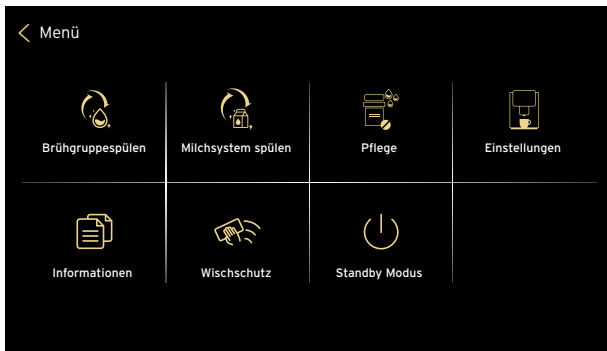 Menü
Brühgruppespülen
Milchsystem spülen
Pflege
Einstellungen
Informationen
Wischschutz
Standby Modus